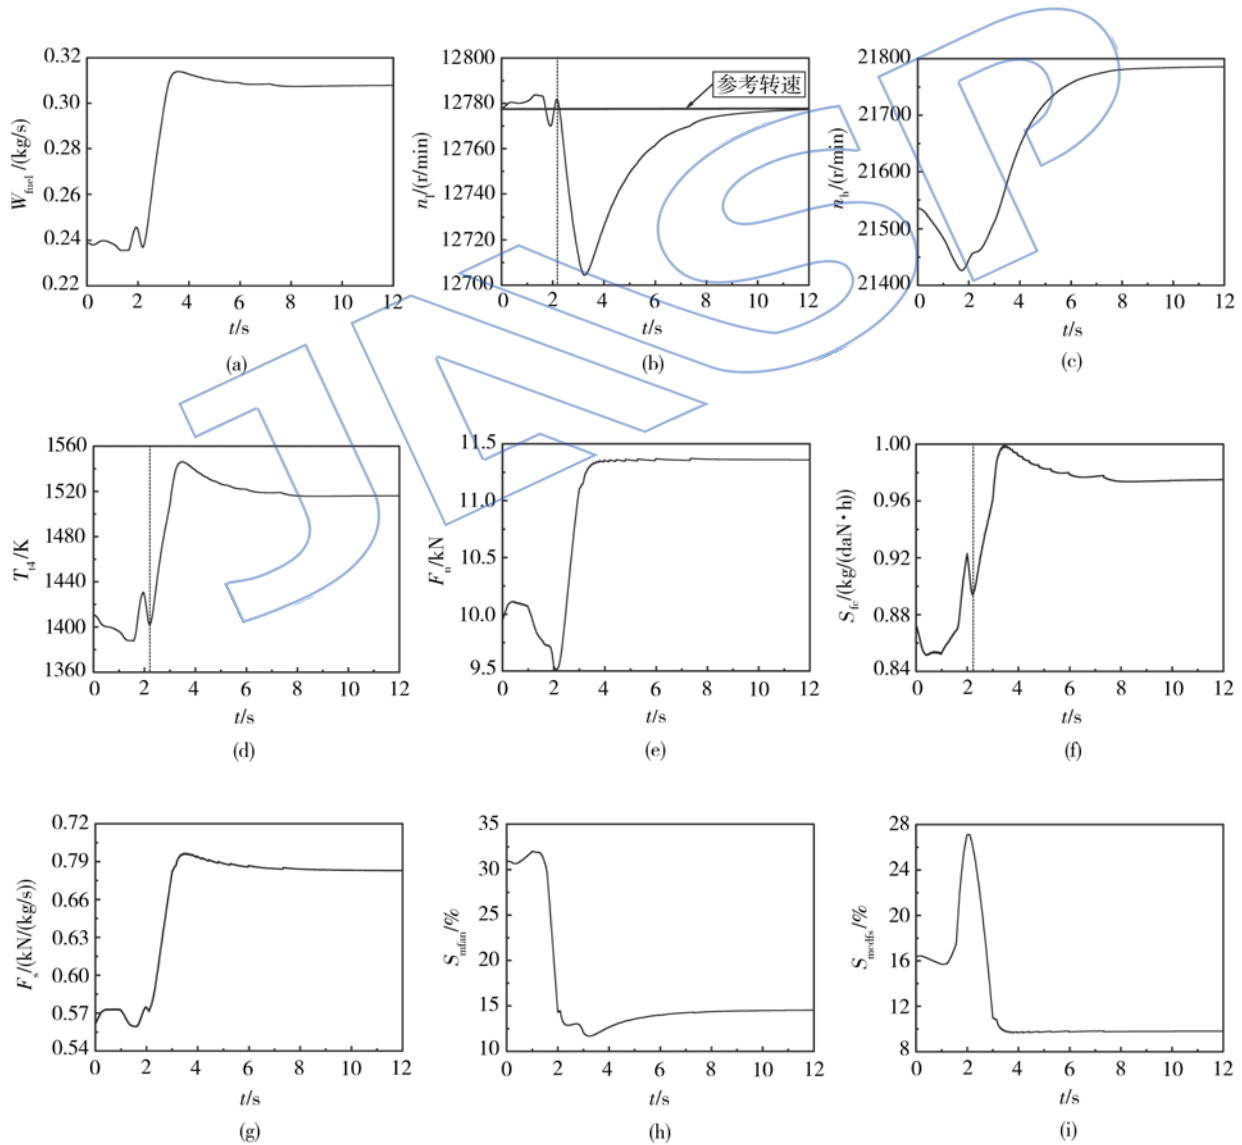 0.32
0.30
0.28
0.26
0.24
0.22
W_fuel/(kg/s)
0 2 4 6 8 10 12
t/s
(a)
12800
12780
12760
12740
12720
12700
n_l/(r/min)
参考转速
0 2 4 6 8 10 12
t/s
(b)
21800
21700
21600
21500
21400
n_h/(r/min)
0 2 4 6 8 10 12
t/s
(c)
1560
1520
1480
1440
1400
1360
T_t4/K
0 2 4 6 8 10 12
t/s
(d)
11.5
11.0
10.5
10.0
9.5
F_n/kN
0 2 4 6 8 10 12
t/s
(e)
1.00
0.96
0.92
0.88
0.84
S_fc/(kg/(daN·h))
0 2 4 6 8 10 12
t/s
(f)
0.72
0.79
0.66
0.63
0.60
0.57
0.54
F_s/(kN/(kg/s))
0 2 4 6 8 10 12
t/s
(g)
35
30
25
20
15
10
S_mfan/%
0 2 4 6 8 10 12
t/s
(h)
28
24
20
16
12
8
S_mcdfs/%
0 2 4 6 8 10 12
t/s
(i)
JASP